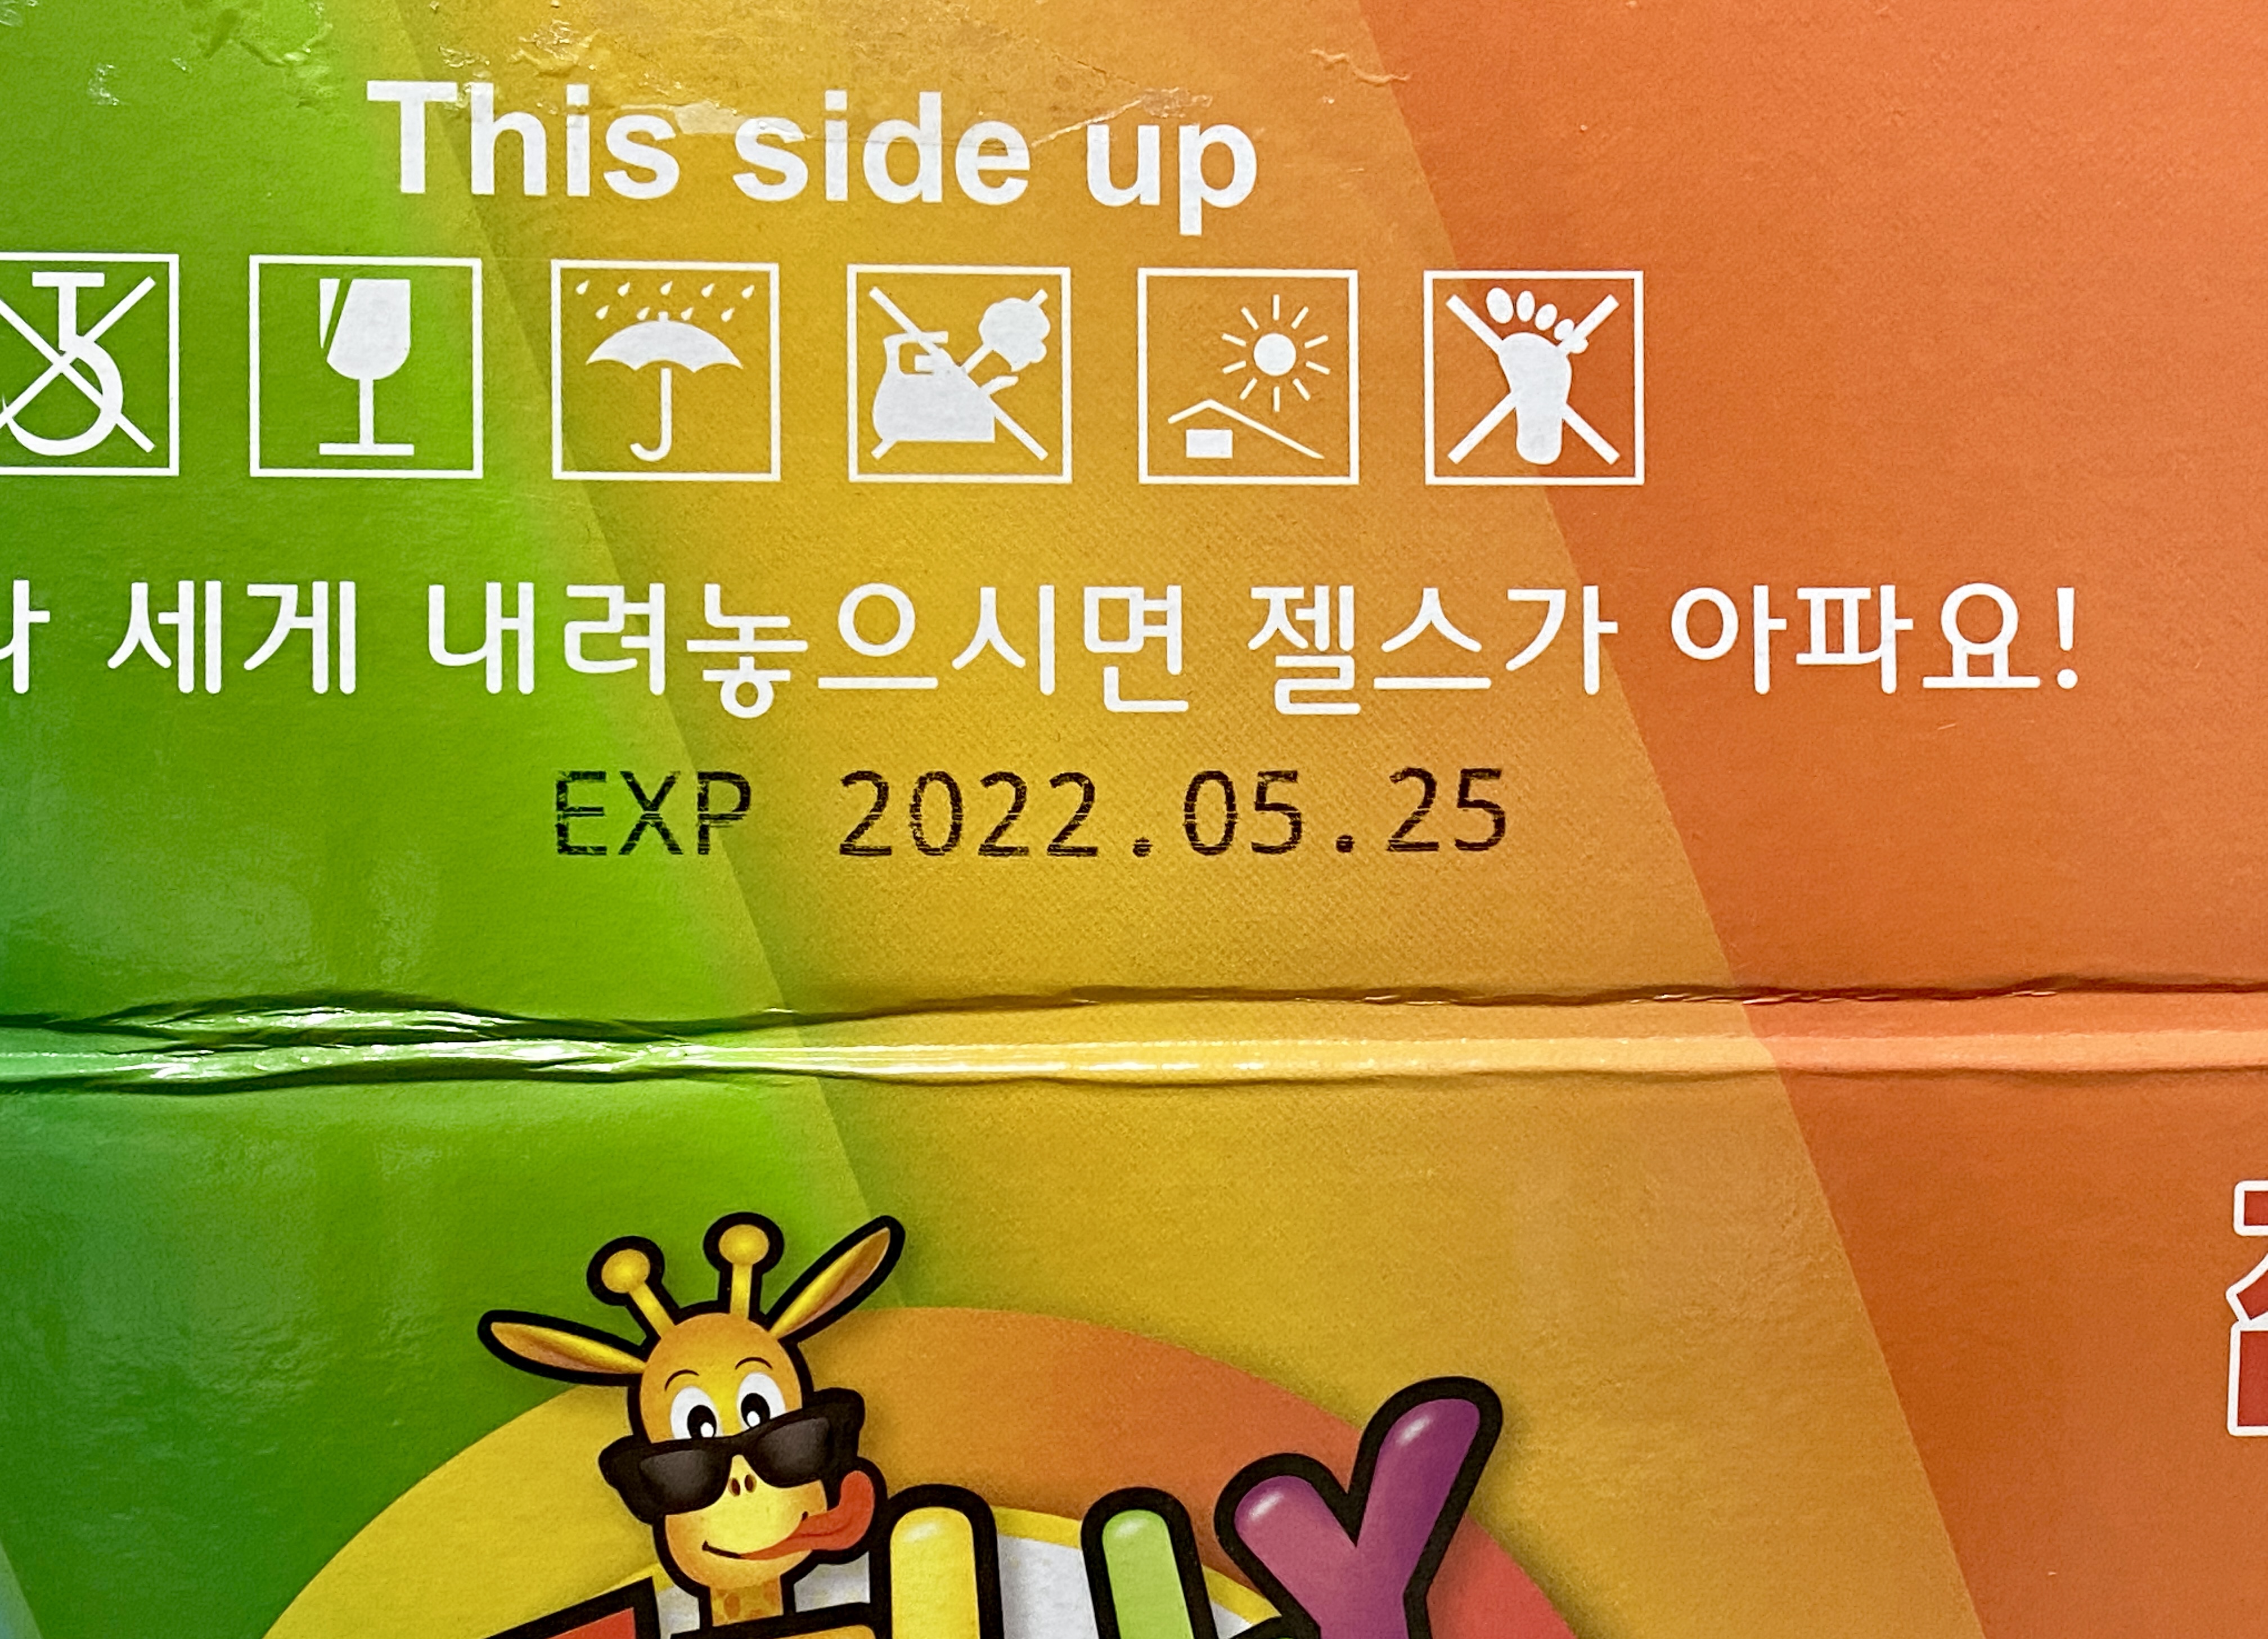 This side up
세게 내려놓으시면 젤스가 아파요!
EXP 2022.05.25